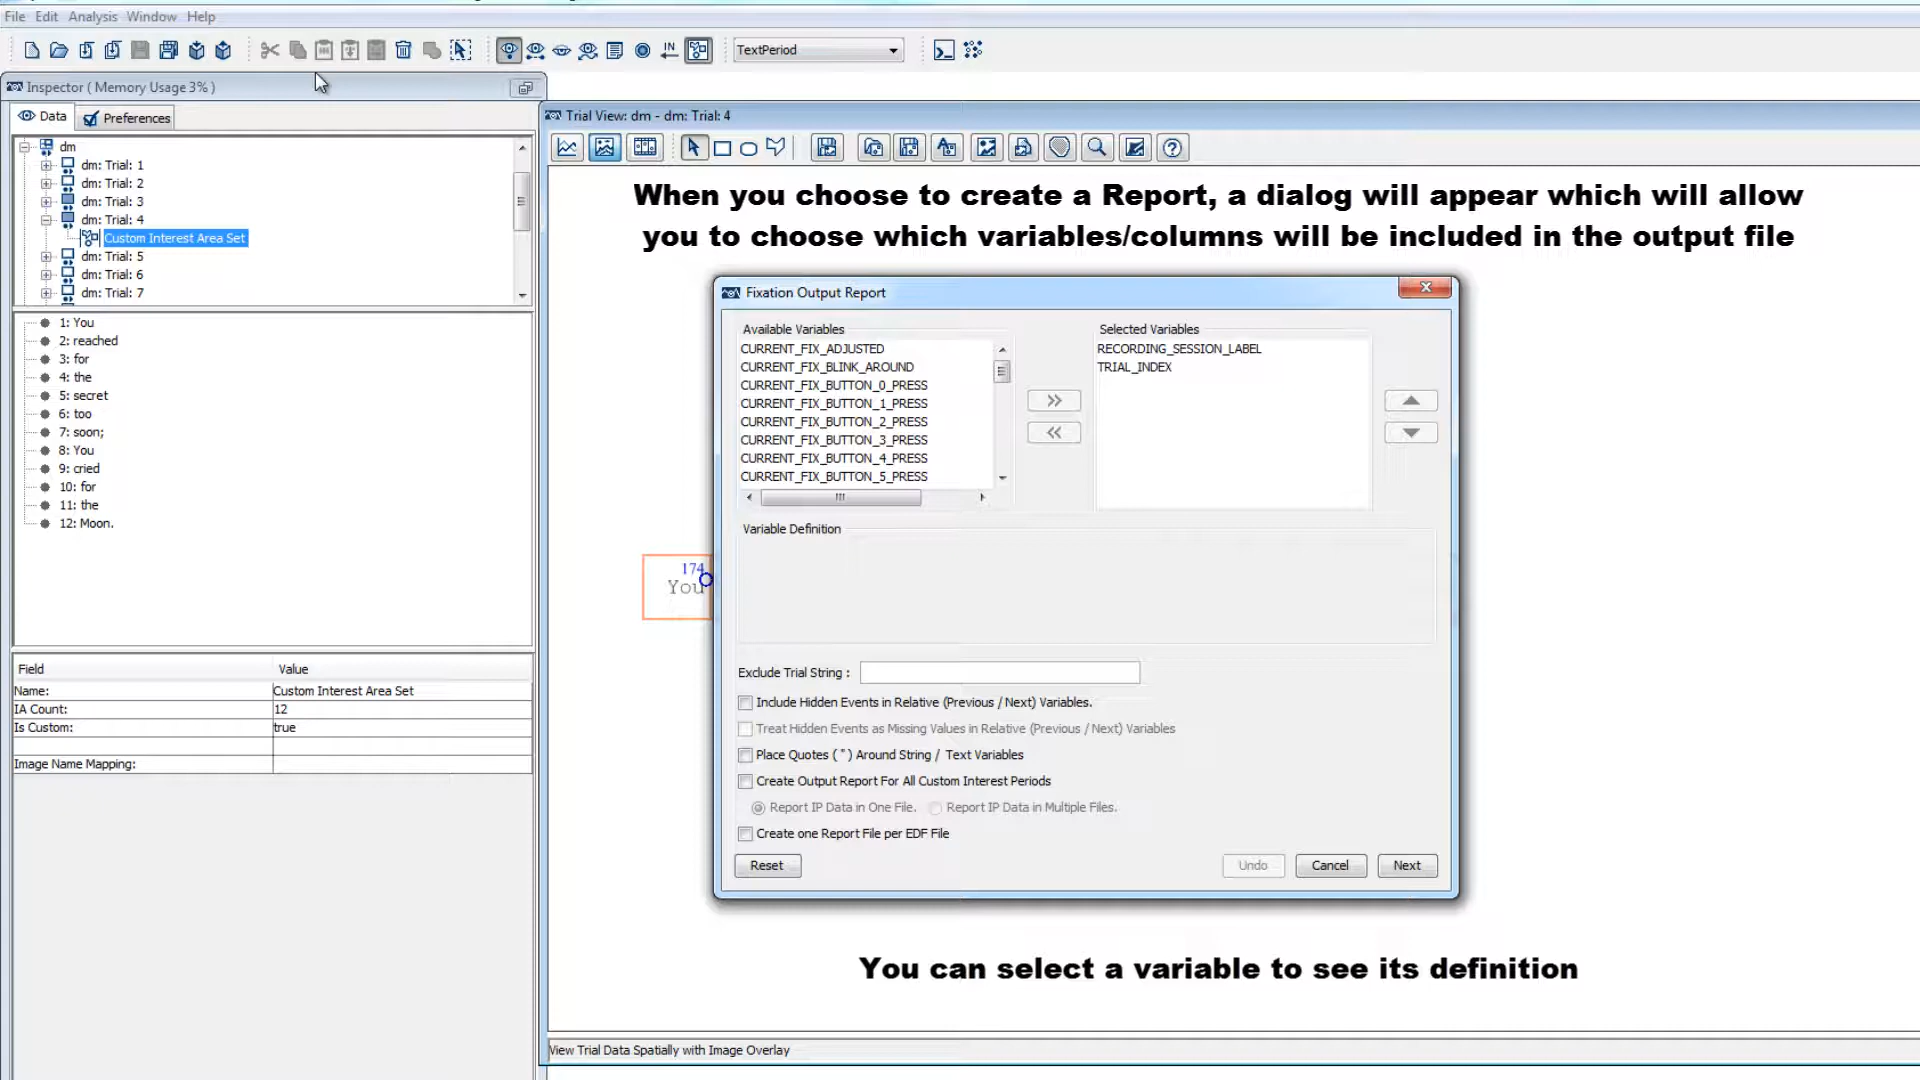 File Edit Analysis Window Help
IN
TextPeriod
Inspector ( Memory Usage 3% )
Data
Preferences
dm
dm: Trial: 1
dm: Trial: 2
dm: Trial: 3
dm: Trial: 4
Custom Interest Area Set
dm: Trial: 5
dm: Trial: 6
dm: Trial: 7
1: You
2: reached
3: for
4: the
5: secret
6: too
7: soon;
8: You
9: cried
10: for
11: the
12: Moon.
Field Value
Name: Custom Interest Area Set
IA Count: 12
Is Custom: true
Image Name Mapping:
Trial View: dm - dm: Trial: 4
When you choose to create a Report, a dialog will appear which will allow
you to choose which variables/columns will be included in the output file
174
You
Fixation Output Report
Available Variables
CURRENT_FIX_ADJUSTED
CURRENT_FIX_BLINK_AROUND
CURRENT_FIX_BUTTON_0_PRESS
CURRENT_FIX_BUTTON_1_PRESS
CURRENT_FIX_BUTTON_2_PRESS
CURRENT_FIX_BUTTON_3_PRESS
CURRENT_FIX_BUTTON_4_PRESS
CURRENT_FIX_BUTTON_5_PRESS
>>
<<
Selected Variables
RECORDING_SESSION_LABEL
TRIAL_INDEX
Variable Definition
Exclude Trial String :
Include Hidden Events in Relative (Previous / Next) Variables.
Treat Hidden Events as Missing Values in Relative (Previous / Next) Variables
Place Quotes ( " ) Around String / Text Variables
Create Output Report For All Custom Interest Periods
Report IP Data in One File. Report IP Data in Multiple Files.
Create one Report File per EDF File
Reset Undo Cancel Next
You can select a variable to see its definition
View Trial Data Spatially with Image Overlay